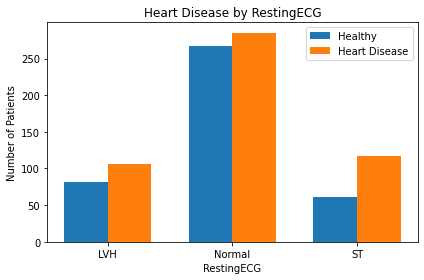 Heart Disease by RestingECG
Healthy
Heart Disease
Number of Patients
250
200
150
100
50
0
LVH Normal ST
RestingECG